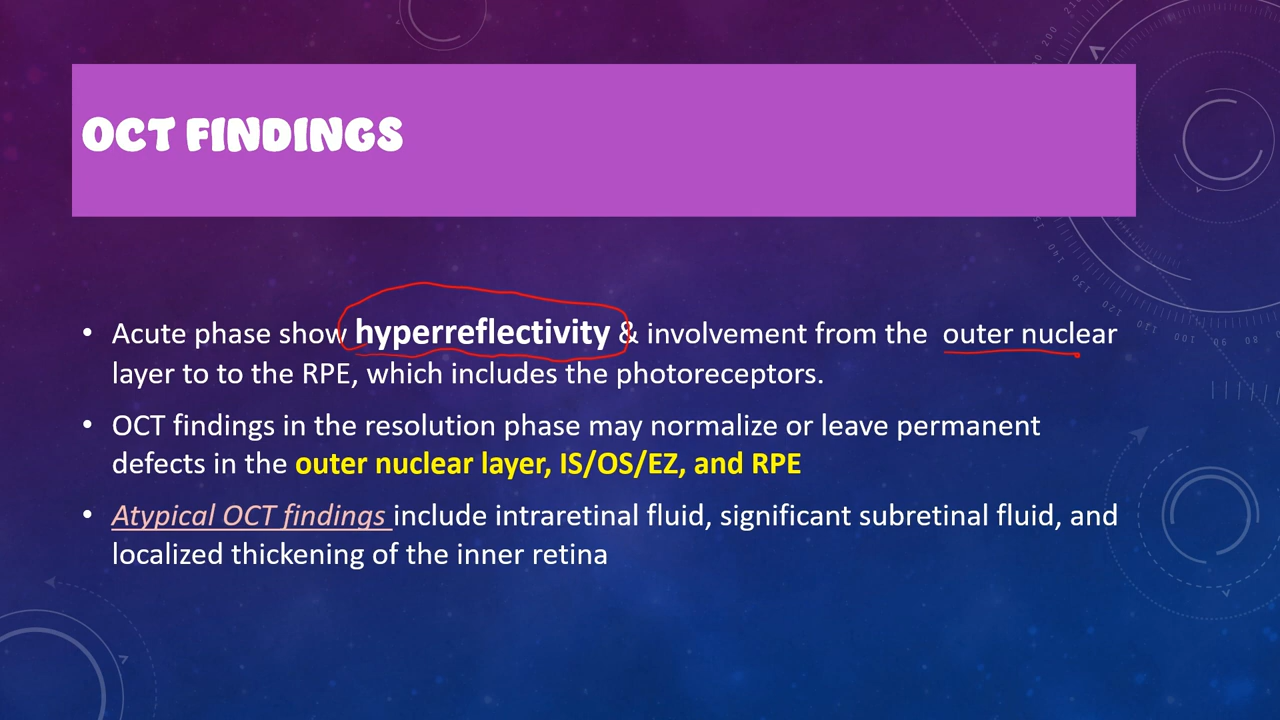 OCT FINDINGS
• Acute phase show hyperreflectivity & involvement from the outer nuclear
layer to to the RPE, which includes the photoreceptors.
• OCT findings in the resolution phase may normalize or leave permanent
defects in the outer nuclear layer, IS/OS/EZ, and RPE
• Atypical OCT findings include intraretinal fluid, significant subretinal fluid, and
localized thickening of the inner retina